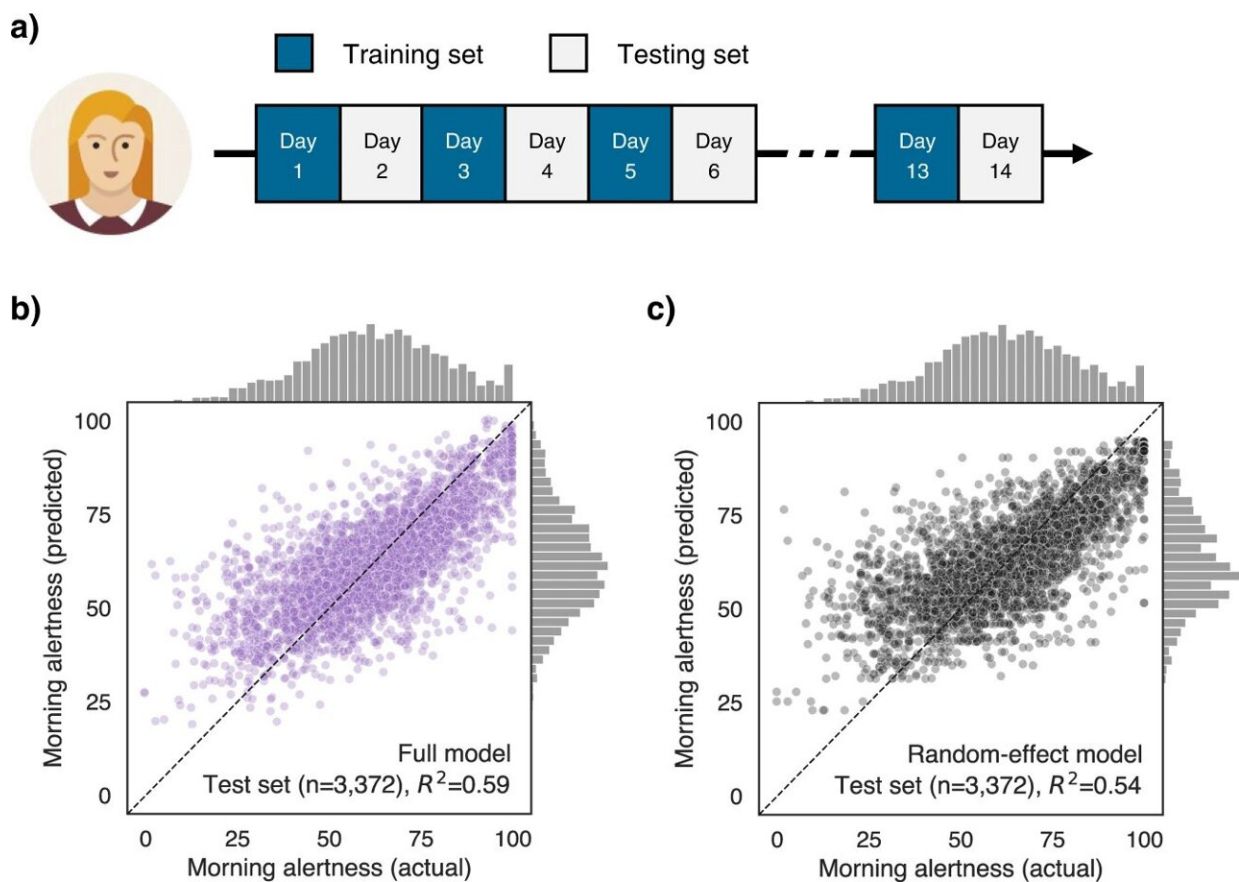 a)
Training set
Testing set
Day 1
Day 2
Day 3
Day 4
Day 5
Day 6
Day 13
Day 14
b)
100
75
50
25
0
Morning alertness (predicted)
Full model
Test set (n=3,372), R²=0.59
0 25 50 75 100
Morning alertness (actual)
c)
100
75
50
25
0
Morning alertness (predicted)
Random-effect model
Test set (n=3,372), R²=0.54
0 25 50 75 100
Morning alertness (actual)